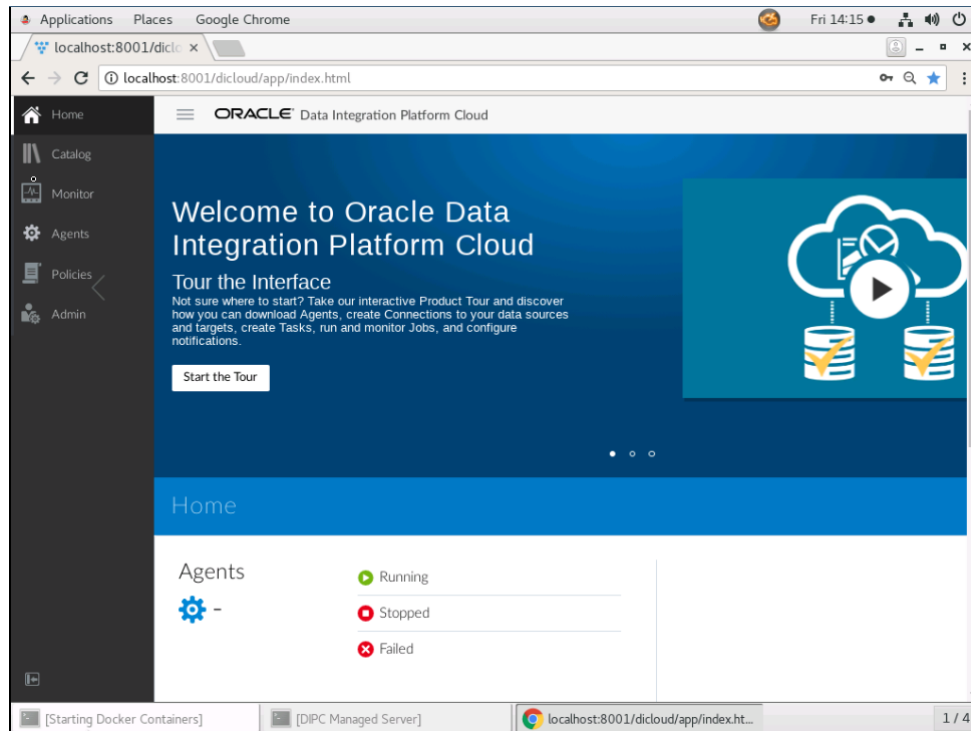 Applications Places Google Chrome Fri 14:15
localhost:8001/diclo
localhost:8001/dicloud/app/index.html
Home
ORACLE Data Integration Platform Cloud
Catalog
Monitor
Agents
Policies
Admin
Welcome to Oracle Data
Integration Platform Cloud
Tour the Interface
Not sure where to start? Take our interactive Product Tour and discover
how you can download Agents, create Connections to your data sources
and targets, create Tasks, run and monitor Jobs, and configure
notifications.
Start the Tour
Home
Agents
-
Running
Stopped
Failed
[Starting Docker Containers] [DIPC Managed Server] localhost:8001/dicloud/app/index.ht... 1 / 4